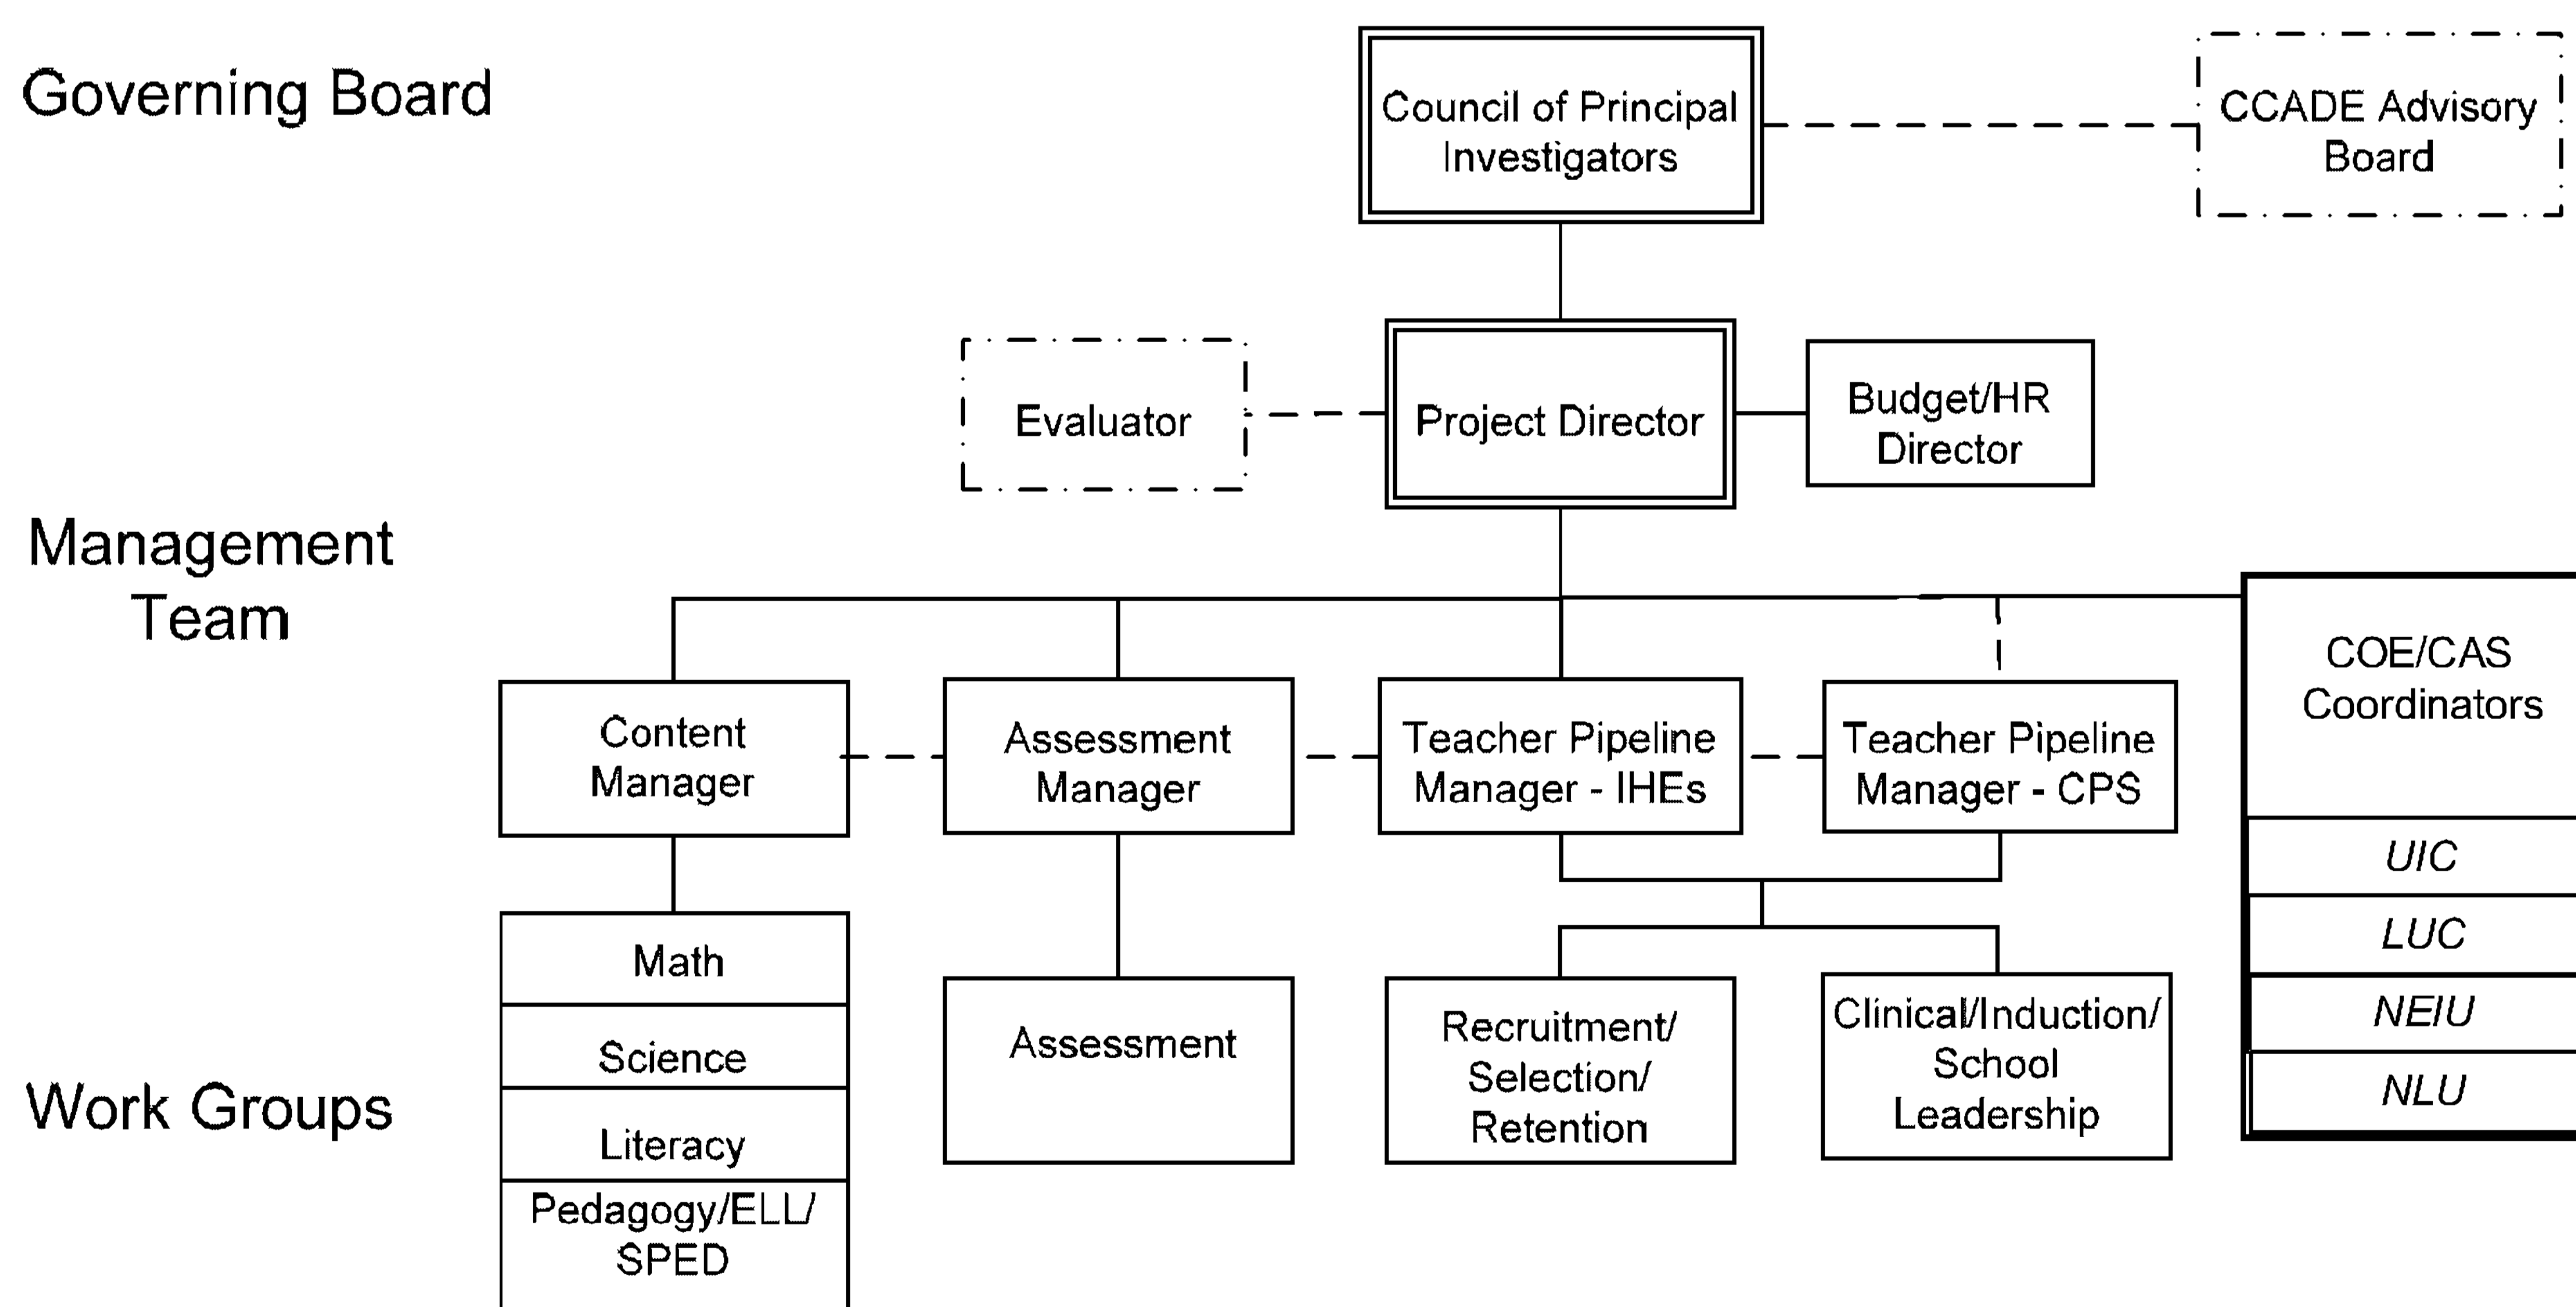 Governing Board
Council of Principal
Investigators
CCADE Advisory
Board
Evaluator
Project Director
Budget/HR
Director
Management
Team
Content
Manager
Assessment
Manager
Teacher Pipeline
Manager - IHEs
Teacher Pipeline
Manager - CPS
COE/CAS
Coordinators
UIC
LUC
NEIU
NLU
Work Groups
Math
Science
Literacy
Pedagogy/ELL/
SPED
Assessment
Recruitment/
Selection/
Retention
Clinical/Induction/
School
Leadership